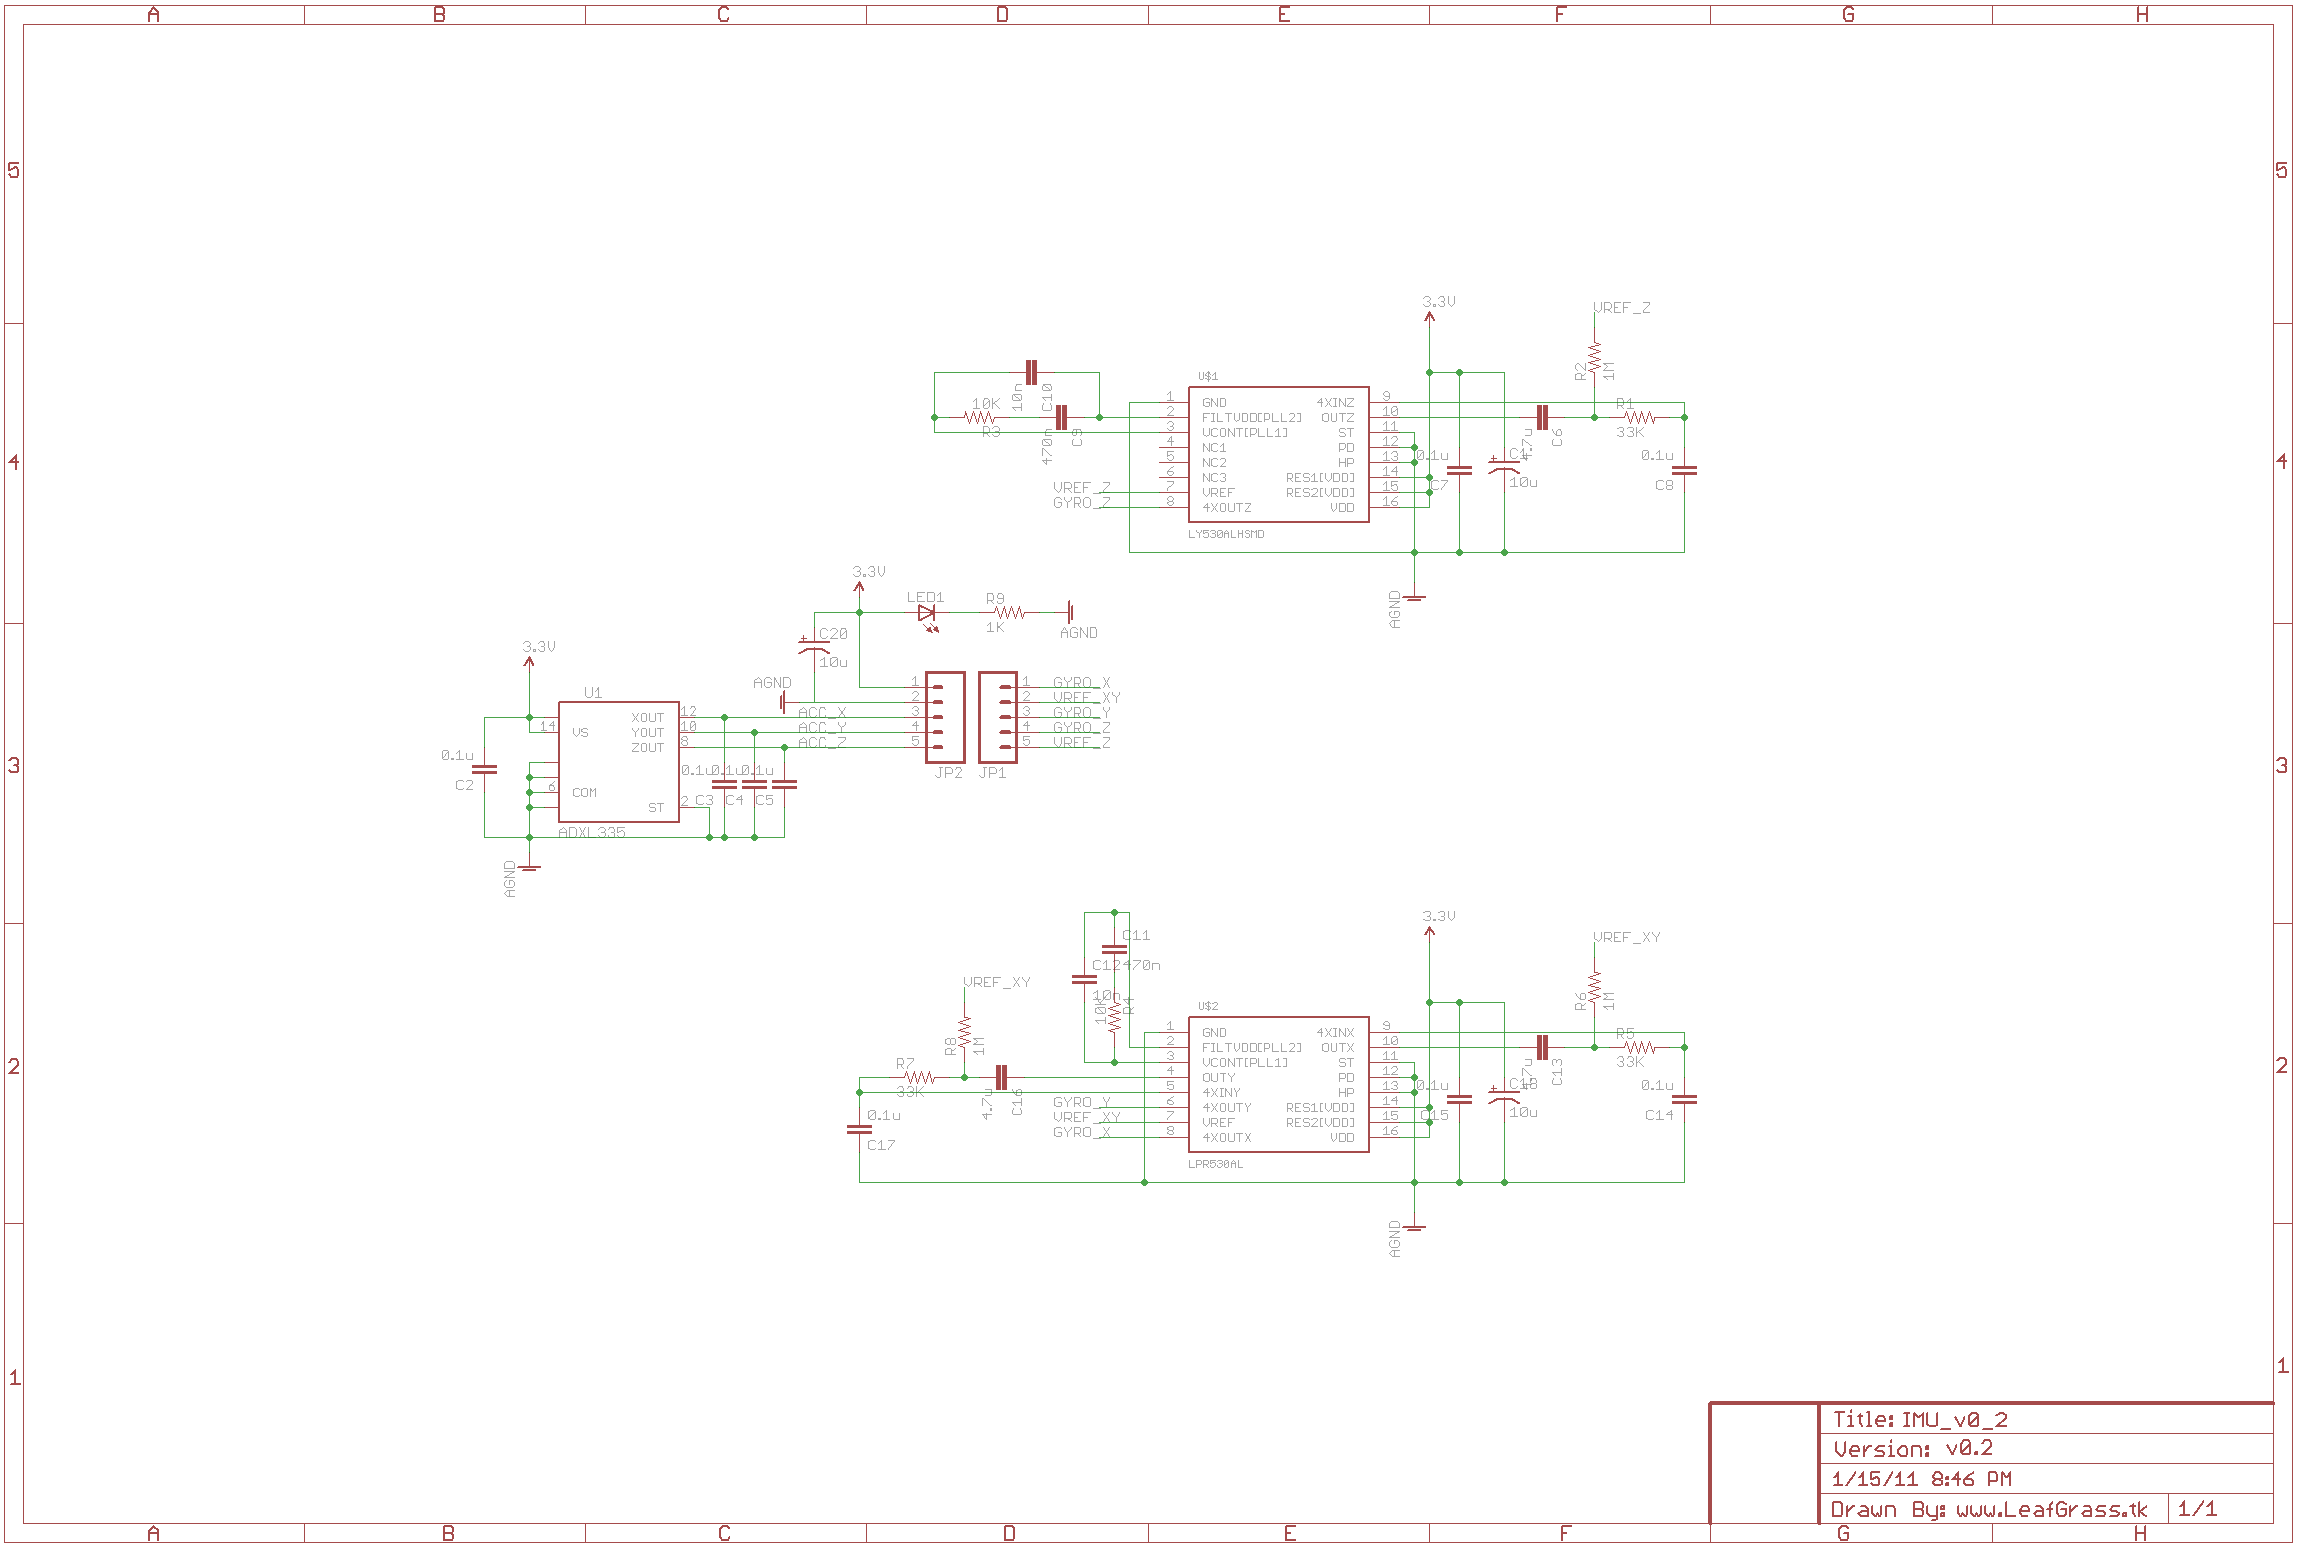 A B C D E F G H
5 5
4 4
3 3
2 2
1 1
A B C D E F G H
3.3V
VREF_Z
R2
1M
10n
C10
10K
R3
470n
C9
U$1
1 GND
2 FILTVDD[PLL2]
3 VCONT[PLL1]
4 NC1
5 NC2
6 NC3
7 VREF
8 4XOUTZ
4XINZ 9
OUTZ 10
ST 11
PD 12
HP 13
RES1[VDD] 14
RES2[VDD] 15
VDD 16
LY530ALHSMD
VREF_Z
GYRO_Z
0.1u
C7
10u
4.7u
C6
R1
33K
0.1u
C8
AGND
3.3V
LED1
R9
1K
AGND
C20
10u
AGND
ACC_X
ACC_Y
ACC_Z
1
2
3
4
5
JP2
1 GYRO_X
2 VREF_XY
3 GYRO_Y
4 GYRO_Z
5 VREF_Z
JP1
3.3V
U1
14 VS
6 COM
XOUT 12
YOUT 10
ZOUT 8
ST 2
ADXL335
0.1u
C2
0.1u 0.1u 0.1u
C3 C4 C5
AGND
C11
470n
C12
10n
10K
R4
VREF_XY
R8
1M
R7
33K
4.7u
C16
0.1u
C17
GYRO_Y
VREF_XY
GYRO_X
U$2
1 GND
2 FILTVDD[PLL2]
3 VCONT[PLL1]
4 OUTY
5 4XINY
6 4XOUTY
7 VREF
8 4XOUTX
4XINX 9
OUTX 10
ST 11
PD 12
HP 13
RES1[VDD] 14
RES2[VDD] 15
VDD 16
LPR530AL
3.3V
VREF_XY
R6
1M
R5
33K
4.7u
C13
0.1u
C15
10u
0.1u
C14
AGND
Title: IMU_v0_2
Version: v0.2
1/15/11 8:46 PM
Drawn By: www.LeafGrass.tk 1/1